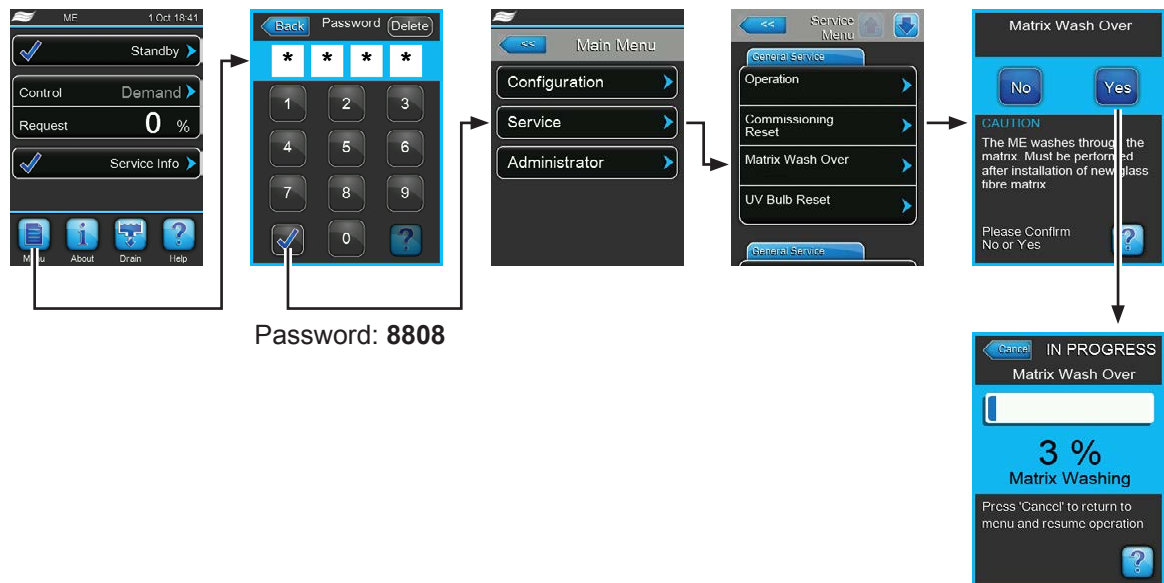 ME 1 Oct 18:41
Standby
Control Demand
Request 0 %
Service Info
Menu About Drain Help
Back Password Delete
* * * *
1 2 3
4 5 6
7 8 9
0 ?
Password: 8808
<< Main Menu
Configuration
Service
Administrator
<< Service
Menu
General Service
Operation
Commissioning
Reset
Matrix Wash Over
UV Bulb Reset
General Service
Matrix Wash Over
No Yes
CAUTION
The ME washes through the
matrix. Must be performed
after installation of new glass
fibre matrix
Please Confirm
No or Yes
?
Cancel IN PROGRESS
Matrix Wash Over
3 %
Matrix Washing
Press 'Cancel' to return to
menu and resume operation
?